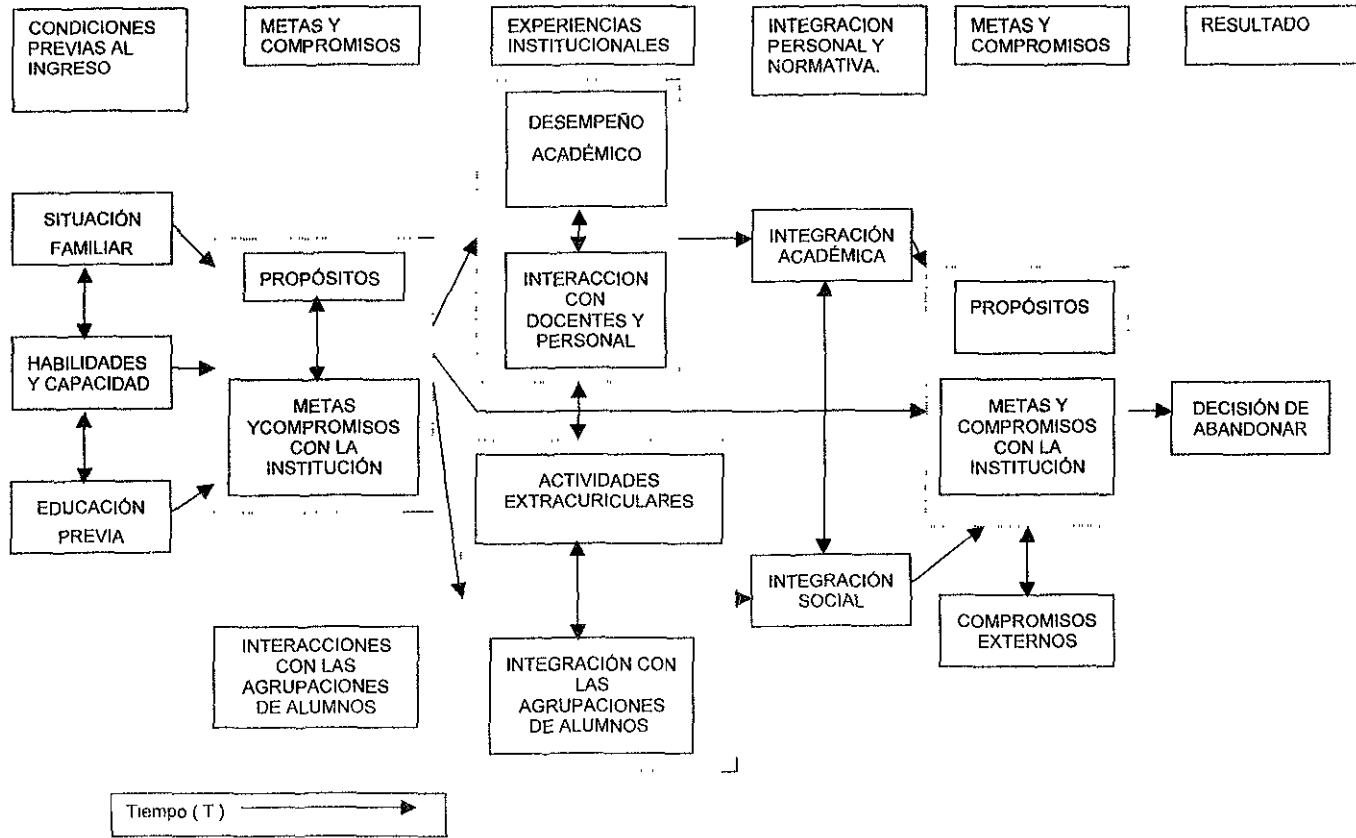 CONDICIONES
PREVIAS AL
INGRESO
METAS Y
COMPROMISOS
EXPERIENCIAS
INSTITUCIONALES
INTEGRACION
PERSONAL Y
NORMATIVA.
METAS Y
COMPROMISOS
RESULTADO
SITUACIÓN
FAMILIAR
HABILIDADES
Y CAPACIDAD
EDUCACIÓN
PREVIA
PROPÓSITOS
METAS
YCOMPROMISOS
CON LA
INSTITUCIÓN
INTERACCIONES
CON LAS
AGRUPACIONES
DE ALUMNOS
DESEMPEÑO
ACADÉMICO
INTERACCION
CON
DOCENTES Y
PERSONAL
ACTIVIDADES
EXTRACURICULARES
INTEGRACIÓN CON
LAS
AGRUPACIONES
DE ALUMNOS
INTEGRACIÓN
ACADÉMICA
INTEGRACIÓN
SOCIAL
PROPÓSITOS
METAS Y
COMPROMISOS
CON LA
INSTITUCIÓN
COMPROMISOS
EXTERNOS
DECISIÓN DE
ABANDONAR
Tiempo ( T )